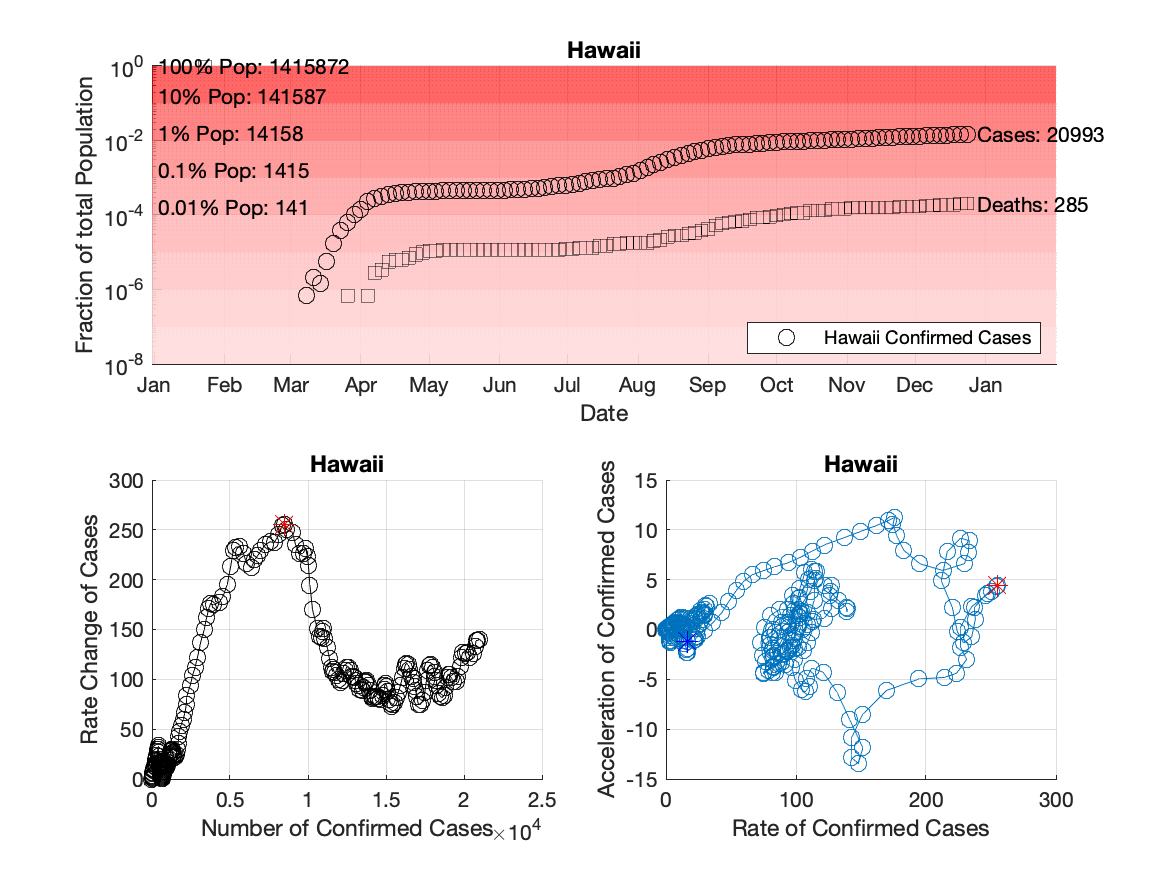 Hawaii
10^0
100% Pop: 1415872
10% Pop: 141587
10^-2
1% Pop: 14158
Cases: 20993
0.1% Pop: 1415
10^-4
0.01% Pop: 141
Deaths: 285
10^-6
Hawaii Confirmed Cases
10^-8
Fraction of total Population
Jan Feb Mar Apr May Jun Jul Aug Sep Oct Nov Dec Jan
Date
Hawaii
300
250
200
150
100
50
0
Rate Change of Cases
0 0.5 1 1.5 2 2.5
Number of Confirmed Cases ×10^4
Hawaii
15
10
5
0
-5
-10
-15
Acceleration of Confirmed Cases
0 100 200 300
Rate of Confirmed Cases